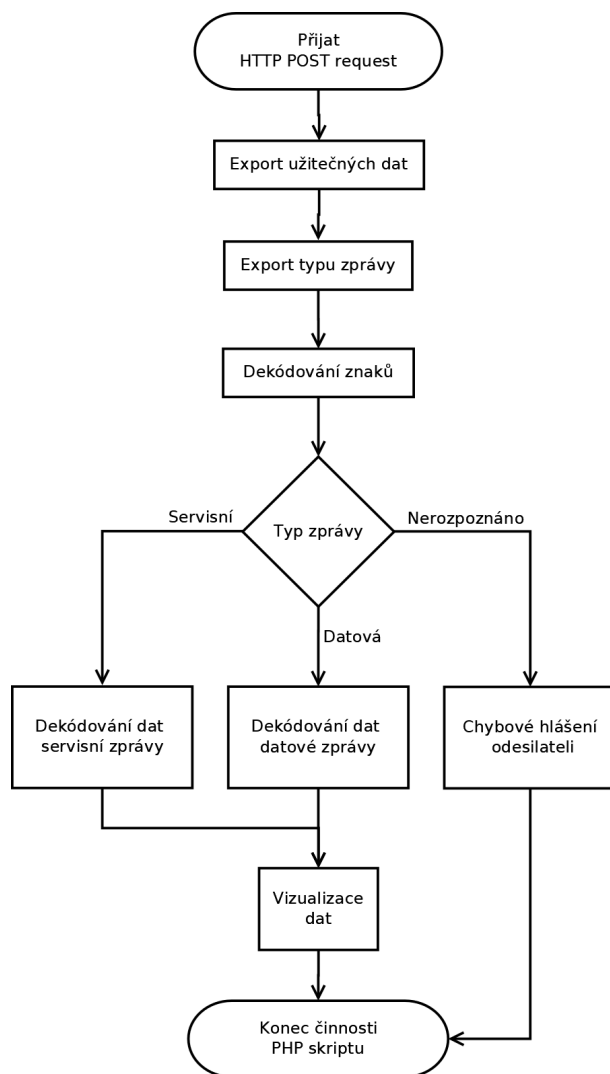 Přijat
HTTP POST request
Export užitečných dat
Export typu zprávy
Dekódování znaků
Typ zprávy
Servisní
Nerozpoznáno
Datová
Dekódování dat
servisní zprávy
Dekódování dat
datové zprávy
Chybové hlášení
odesilateli
Vizualizace
dat
Konec činnosti
PHP skriptu